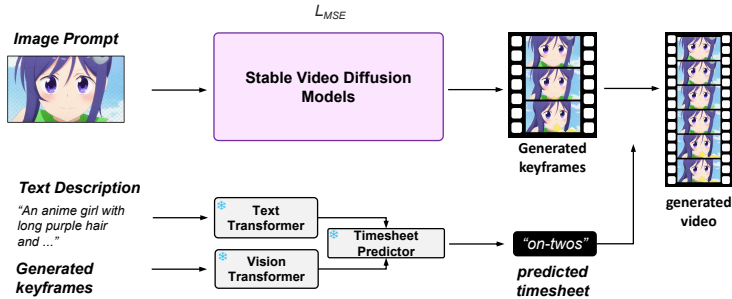 L_MSE
Image Prompt
Stable Video Diffusion
Models
Generated
keyframes
generated
video
Text Description
“An anime girl with
long purple hair
and ...”
Text
Transformer
Timesheet
Predictor
“on-twos”
predicted
timesheet
Generated
keyframes
Vision
Transformer